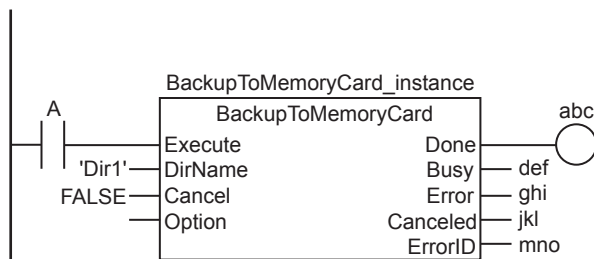 BackupToMemoryCard_instance
A
BackupToMemoryCard
abc
Execute Done
'Dir1' DirName Busy def
FALSE Cancel Error ghi
Option Canceled jkl
ErrorID mno